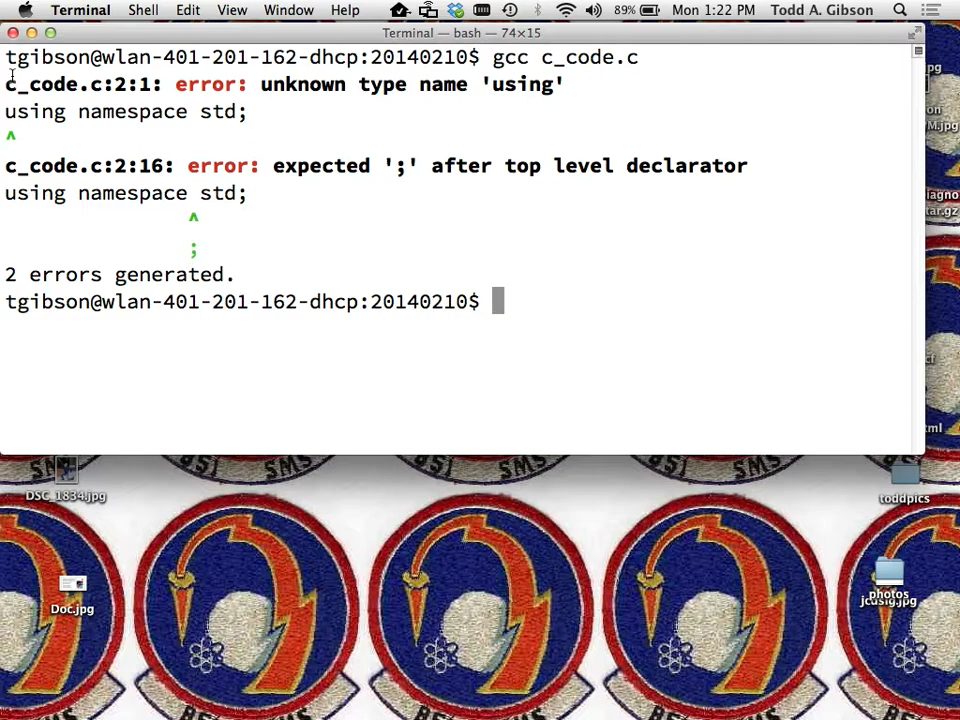 Terminal Shell Edit View Window Help 89% Mon 1:22 PM Todd A. Gibson
Terminal — bash — 74×15
tgibson@wlan-401-201-162-dhcp:20140210$ gcc c_code.c
c_code.c:2:1: error: unknown type name 'using'
using namespace std;
^
c_code.c:2:16: error: expected ';' after top level declarator
using namespace std;
^
;
2 errors generated.
tgibson@wlan-401-201-162-dhcp:20140210$
DSC_1834.jpg
toddpics
Doc.jpg
photos